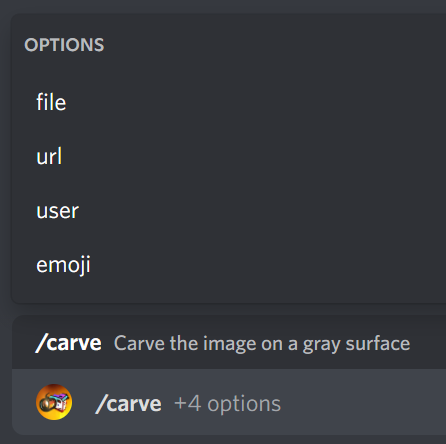 OPTIONS
file
url
user
emoji
/carve Carve the image on a gray surface
/carve +4 options